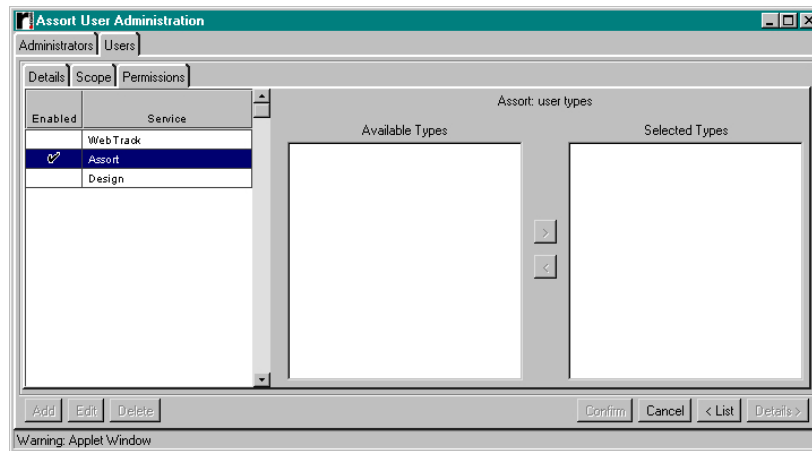 Assort User Administration
Administrators Users
Details Scope Permissions
Assort: user types
Enabled Service
Available Types Selected Types
WebTrack
Assort
Design
>
<
Add Edit Delete Confirm Cancel < List Details >
Warning: Applet Window